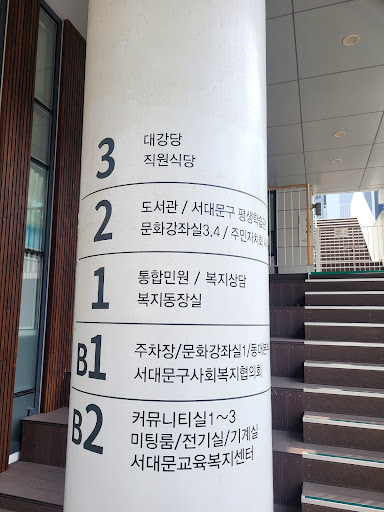 3 대강당
직원식당
2 도서관 / 서대문구 평생학습
문화강좌실3,4 / 주민자치회
1 통합민원 / 복지상담
복지동장실
B1 주차장/문화강좌실1/동대본
서대문구사회복지협의회
B2 커뮤니티실1~3
미팅룸/전기실/기계실
서대문교육복지센터